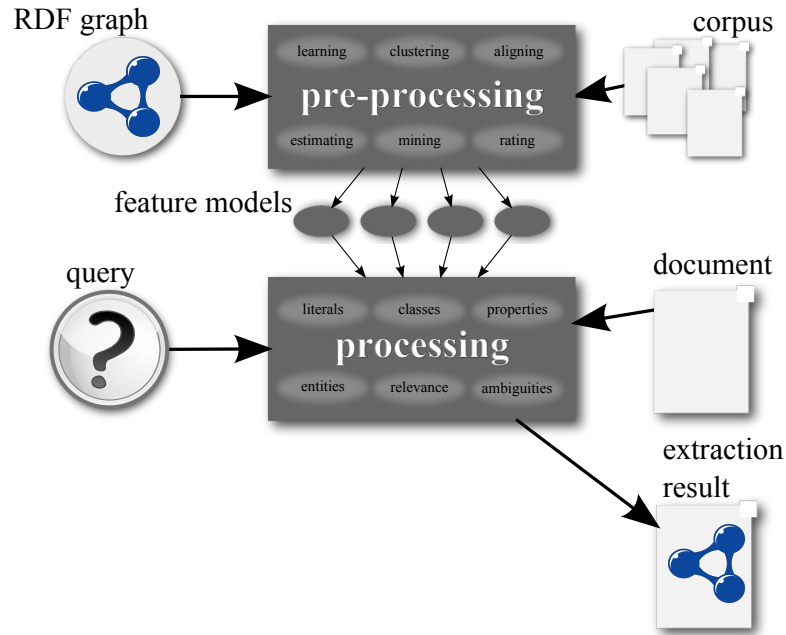 RDF graph
corpus
learning clustering aligning
pre-processing
estimating mining rating
feature models
query
document
literals classes properties
processing
entities relevance ambiguities
extraction
result